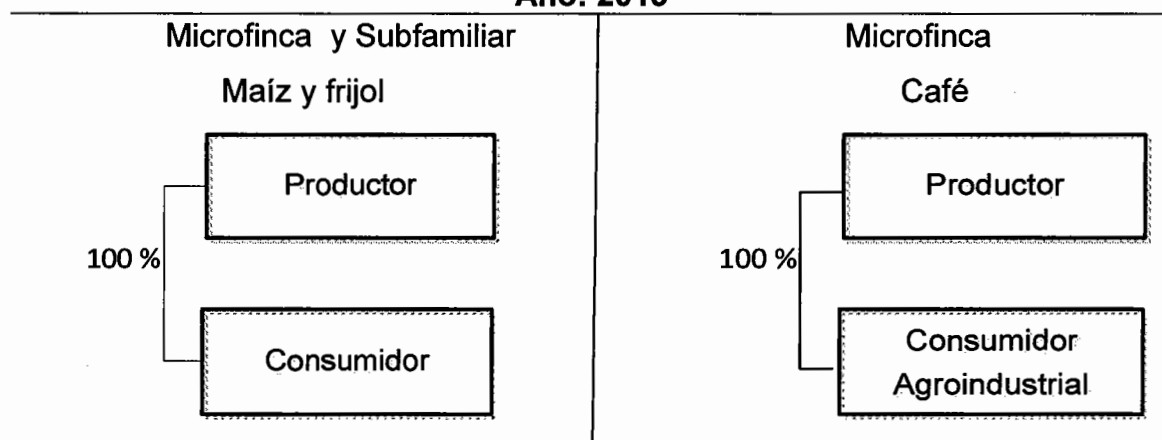 Microfinca y Subfamiliar
Maíz y frijol
Productor
100 %
Consumidor
Microfinca
Café
Productor
100 %
Consumidor
Agroindustrial